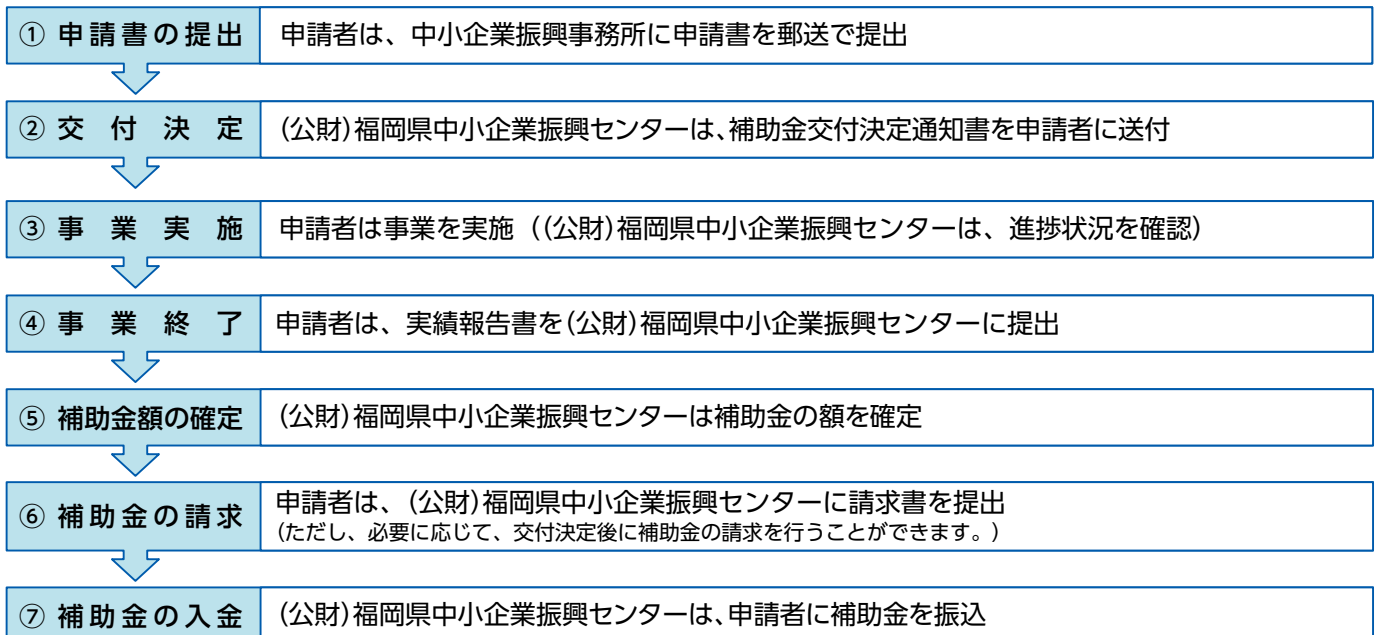 ① 申請書の提出
申請者は、中小企業振興事務所に申請書を郵送で提出
② 交付決定
(公財)福岡県中小企業振興センターは、補助金交付決定通知書を申請者に送付
③ 事業実施
申請者は事業を実施((公財)福岡県中小企業振興センターは、進捗状況を確認)
④ 事業終了
申請者は、実績報告書を(公財)福岡県中小企業振興センターに提出
⑤ 補助金額の確定
(公財)福岡県中小企業振興センターは補助金の額を確定
⑥ 補助金の請求
申請者は、(公財)福岡県中小企業振興センターに請求書を提出
(ただし、必要に応じて、交付決定後に補助金の請求を行うことができます。)
⑦ 補助金の入金
(公財)福岡県中小企業振興センターは、申請者に補助金を振込